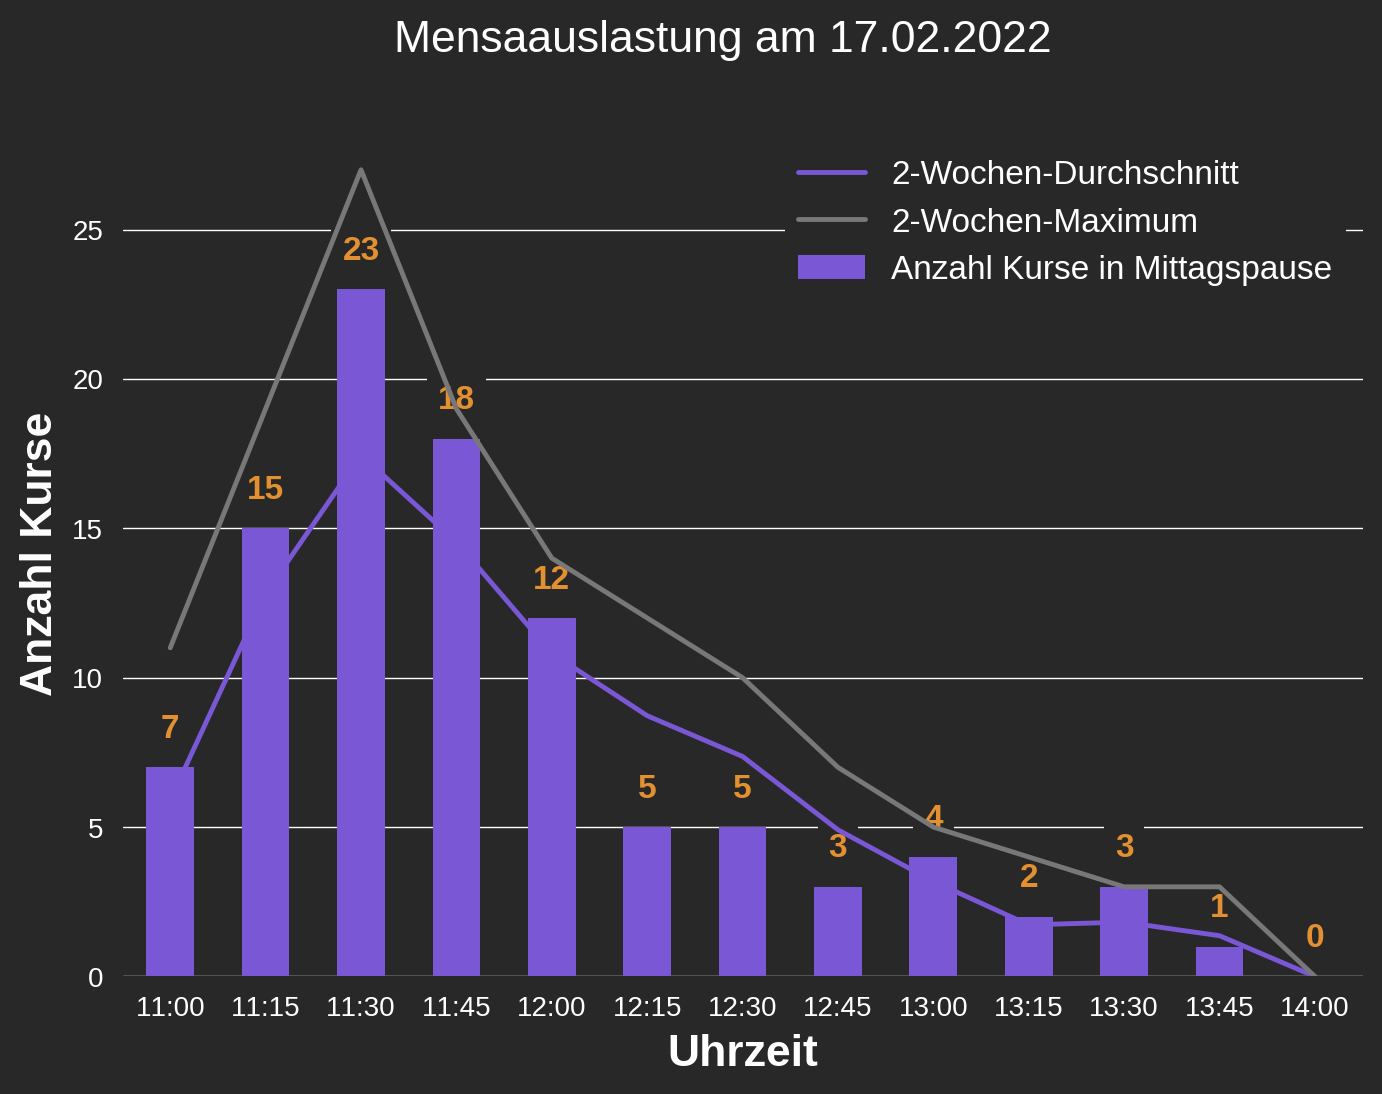 Mensaauslastung am 17.02.2022
2-Wochen-Durchschnitt
2-Wochen-Maximum
Anzahl Kurse in Mittagspause
Anzahl Kurse
25
20
15
10
5
0
7
15
23
18
12
5
5
3
4
2
3
1
0
11:00 11:15 11:30 11:45 12:00 12:15 12:30 12:45 13:00 13:15 13:30 13:45 14:00
Uhrzeit